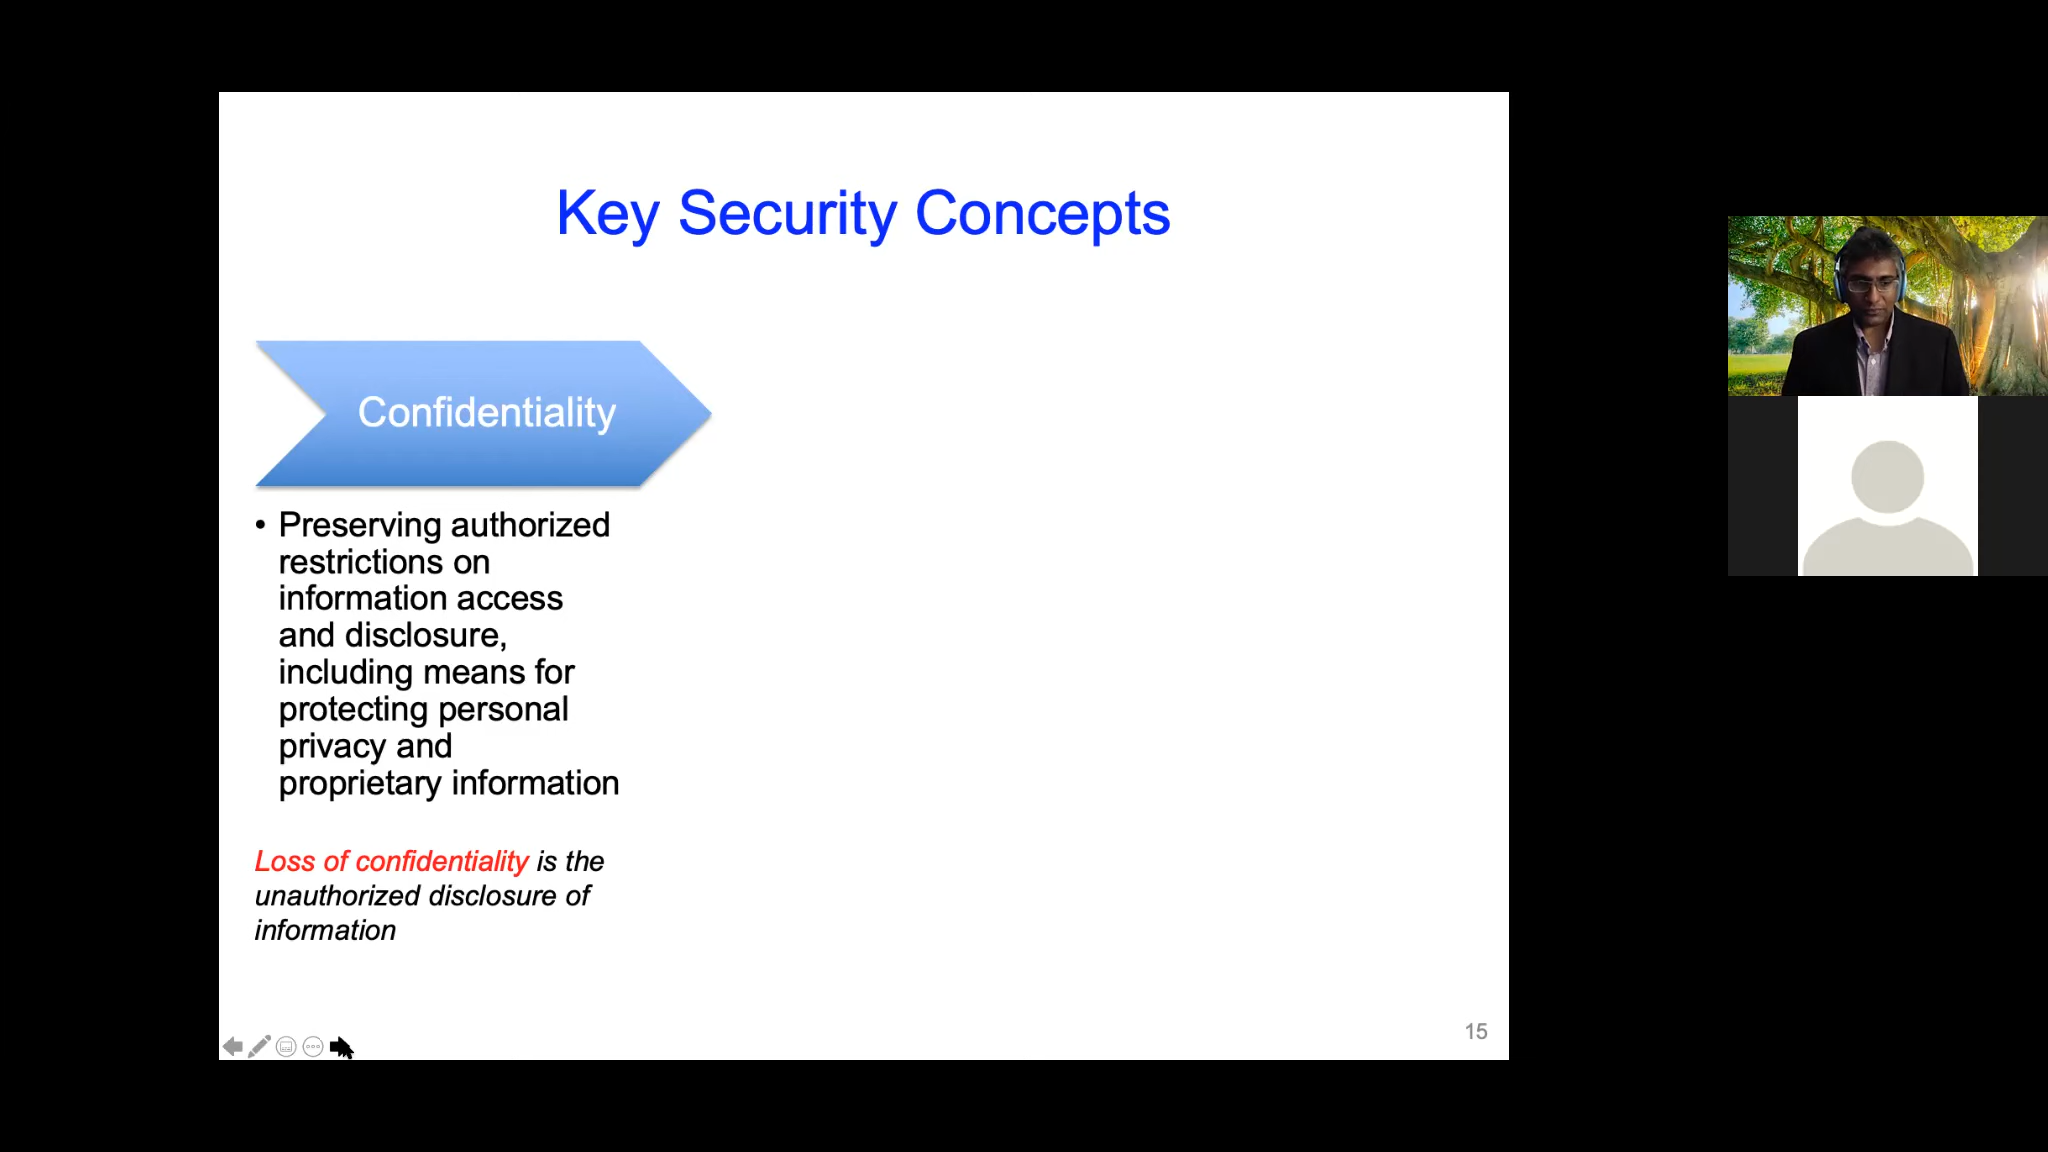 Key Security Concepts
Confidentiality
• Preserving authorized
restrictions on
information access
and disclosure,
including means for
protecting personal
privacy and
proprietary information
Loss of confidentiality is the
unauthorized disclosure of
information
15